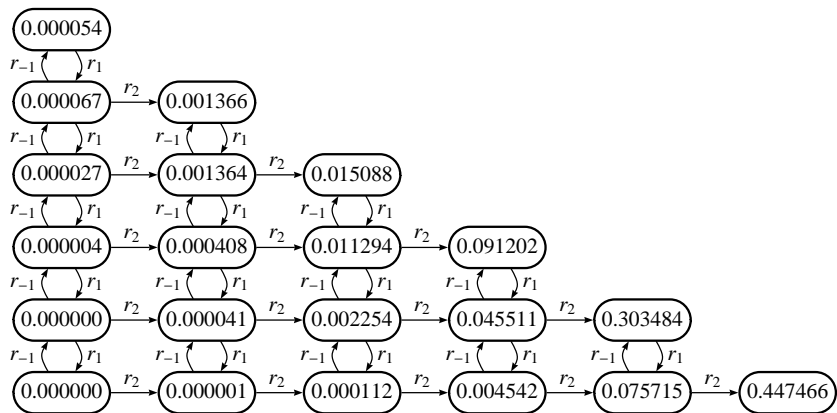 0.000054
r₋₁ r₁
0.000067 r₂ 0.001366
r₋₁ r₁ r₋₁ r₁
0.000027 r₂ 0.001364 r₂ 0.015088
r₋₁ r₁ r₋₁ r₁ r₋₁ r₁
0.000004 r₂ 0.000408 r₂ 0.011294 r₂ 0.091202
r₋₁ r₁ r₋₁ r₁ r₋₁ r₁ r₋₁ r₁
0.000000 r₂ 0.000041 r₂ 0.002254 r₂ 0.045511 r₂ 0.303484
r₋₁ r₁ r₋₁ r₁ r₋₁ r₁ r₋₁ r₁ r₋₁ r₁
0.000000 r₂ 0.000001 r₂ 0.000112 r₂ 0.004542 r₂ 0.075715 r₂ 0.447466